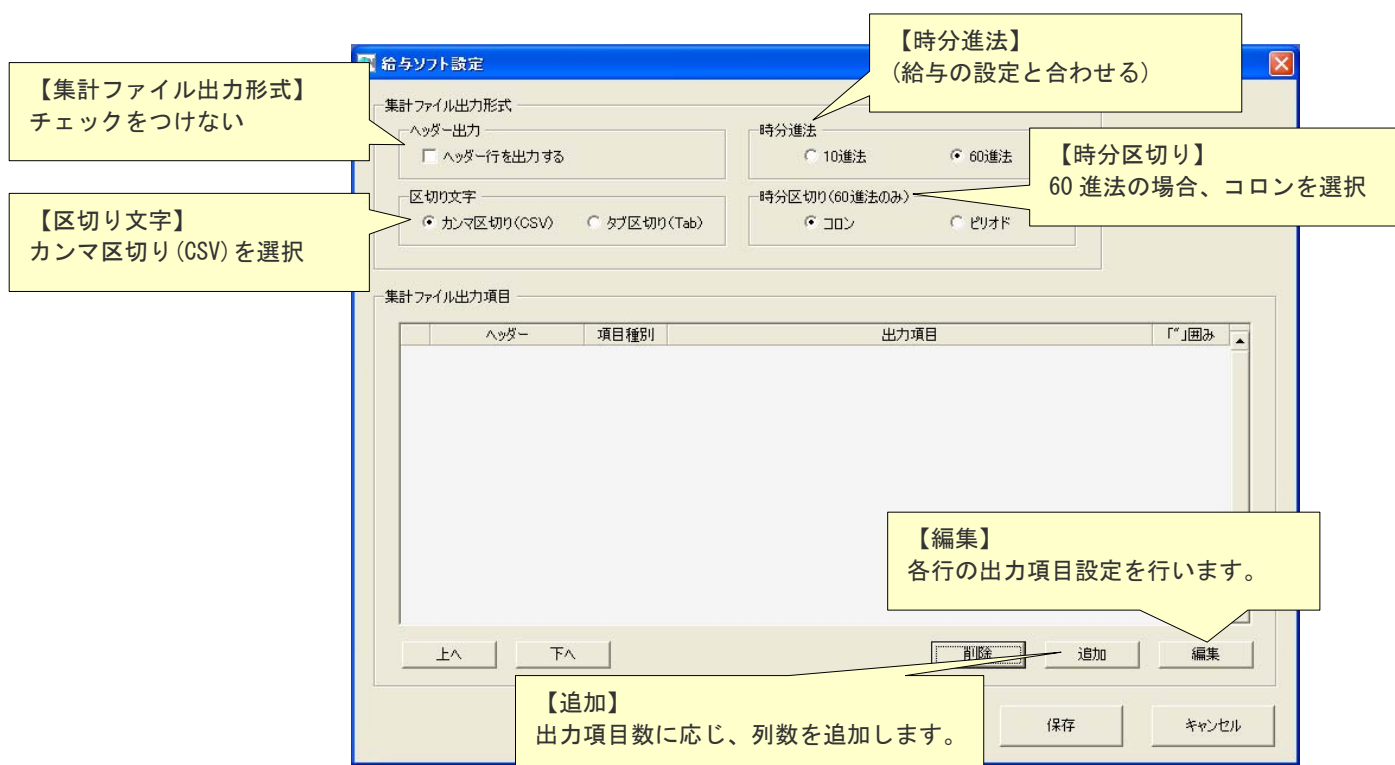 【時分進法】
(給与の設定と合わせる)
給与ソフト設定
【集計ファイル出力形式】
チェックをつけない
集計ファイル出力形式
ヘッダー出力
ヘッダー行を出力する
時分進法
10進法
60進法
【時分区切り】
60 進法の場合、コロンを選択
【区切り文字】
カンマ区切り(CSV)を選択
区切り文字
カンマ区切り(CSV)
タブ区切り(Tab)
時分区切り(60進法のみ)
コロン
ピリオド
集計ファイル出力項目
ヘッダー
項目種別
出力項目
「"」囲み
【編集】
各行の出力項目設定を行います。
上へ
下へ
削除
追加
編集
【追加】
出力項目数に応じ、列数を追加します。
保存
キャンセル